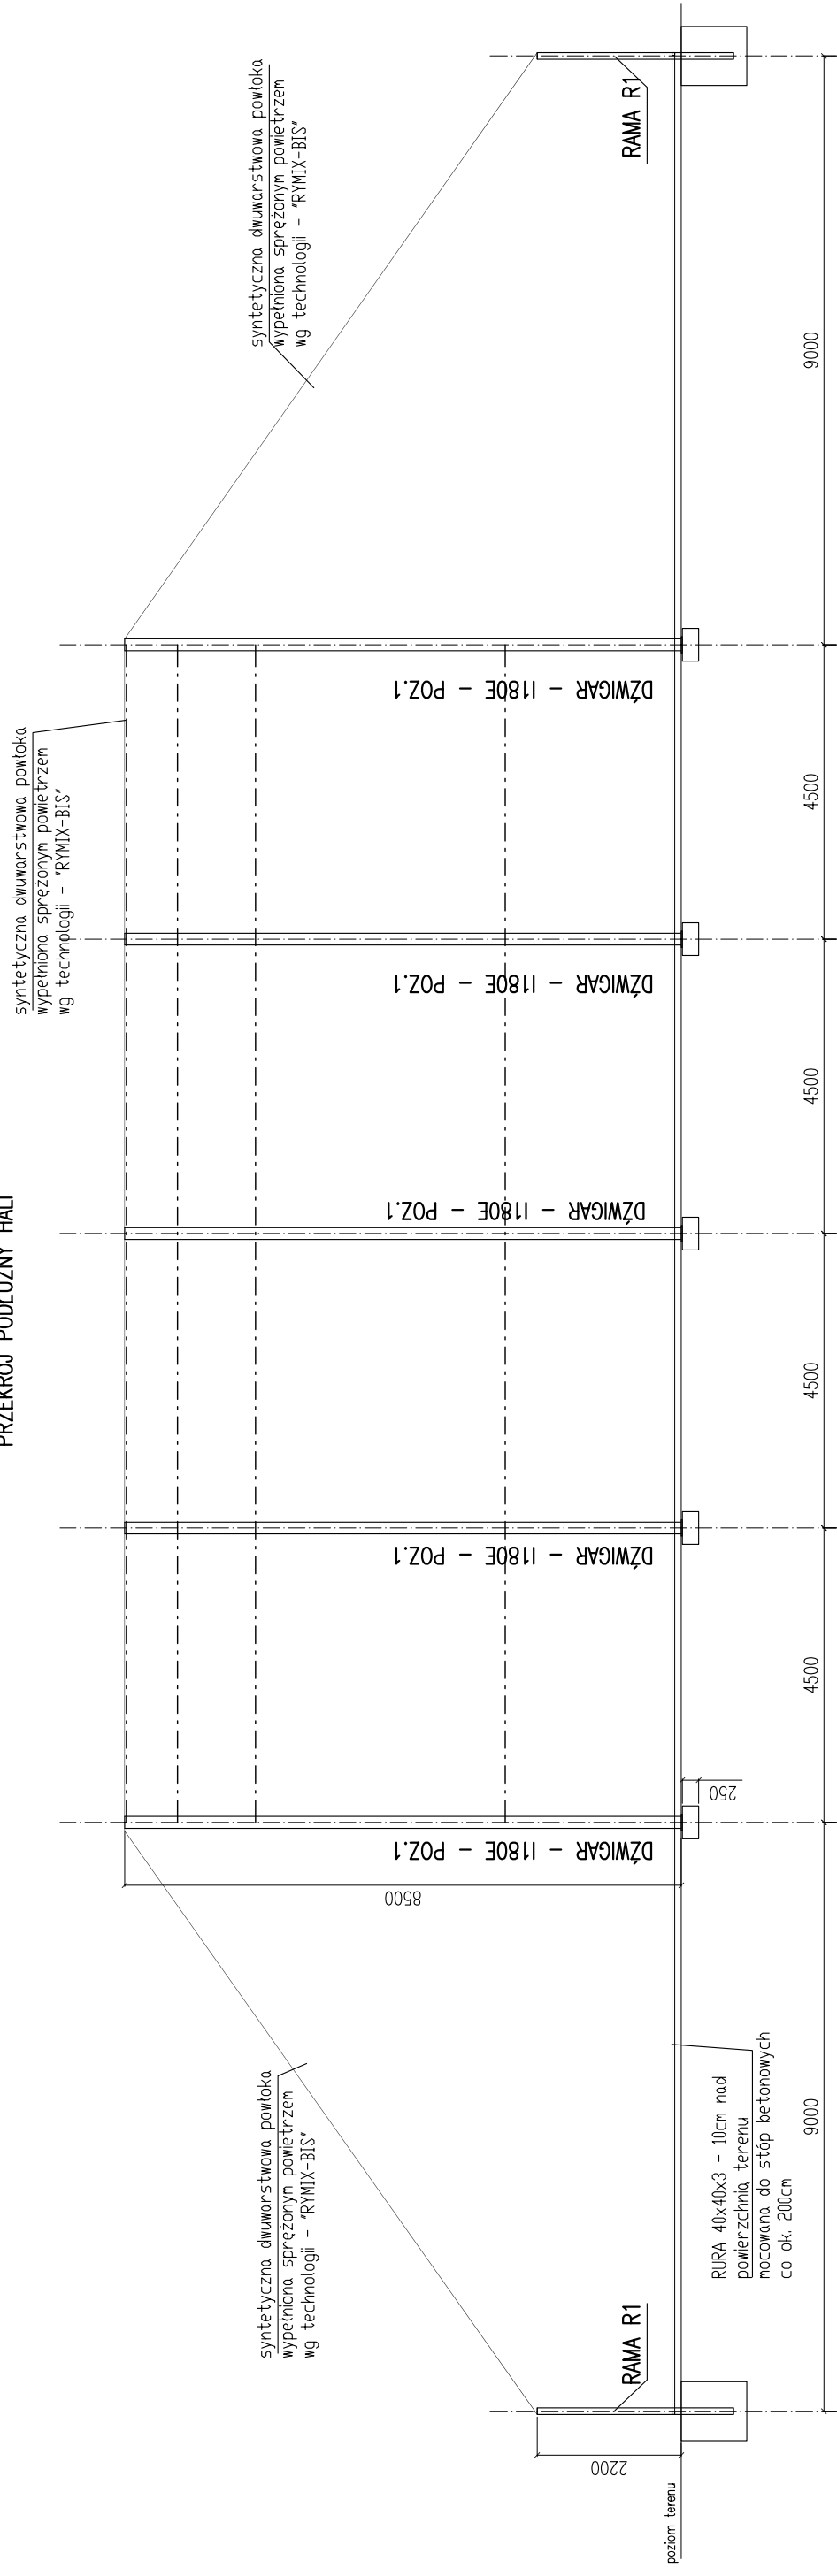 PRZEKRÓJ PODŁUŻNY HALI
syntetyczna dwuwarstwowa powłoka
wypełniona sprężonym powietrzem
wg technologii - "RYMIX-BIS"
syntetyczna dwuwarstwowa powłoka
wypełniona sprężonym powietrzem
wg technologii - "RYMIX-BIS"
syntetyczna dwuwarstwowa powłoka
wypełniona sprężonym powietrzem
wg technologii - "RYMIX-BIS"
8500
DŹWIGAR - I180E - POZ.1
DŹWIGAR - I180E - POZ.1
DŹWIGAR - I180E - POZ.1
DŹWIGAR - I180E - POZ.1
DŹWIGAR - I180E - POZ.1
2200
RAMA R1
RAMA R1
poziom terenu
RURA 40x40x3 - 10cm nad
powierzchnią terenu
mocowana do stóp betonowych
co ok. 200cm
250
9000
4500
4500
4500
4500
9000